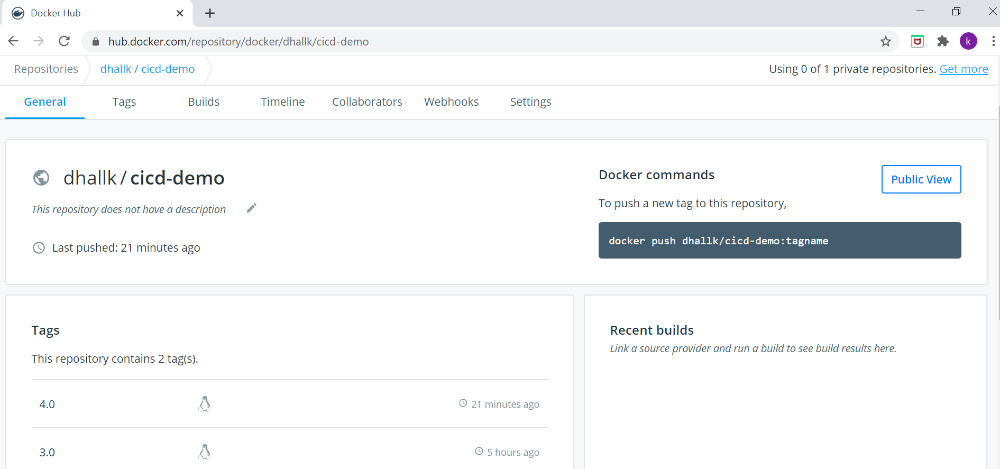 Docker Hub
hub.docker.com/repository/docker/dhallk/cicd-demo
k
Repositories
dhallk / cicd-demo
Using 0 of 1 private repositories. Get more
General
Tags
Builds
Timeline
Collaborators
Webhooks
Settings
dhallk / cicd-demo
This repository does not have a description
Last pushed: 21 minutes ago
Docker commands
Public View
To push a new tag to this repository,
docker push dhallk/cicd-demo:tagname
Tags
This repository contains 2 tag(s).
4.0
21 minutes ago
3.0
5 hours ago
Recent builds
Link a source provider and run a build to see build results here.